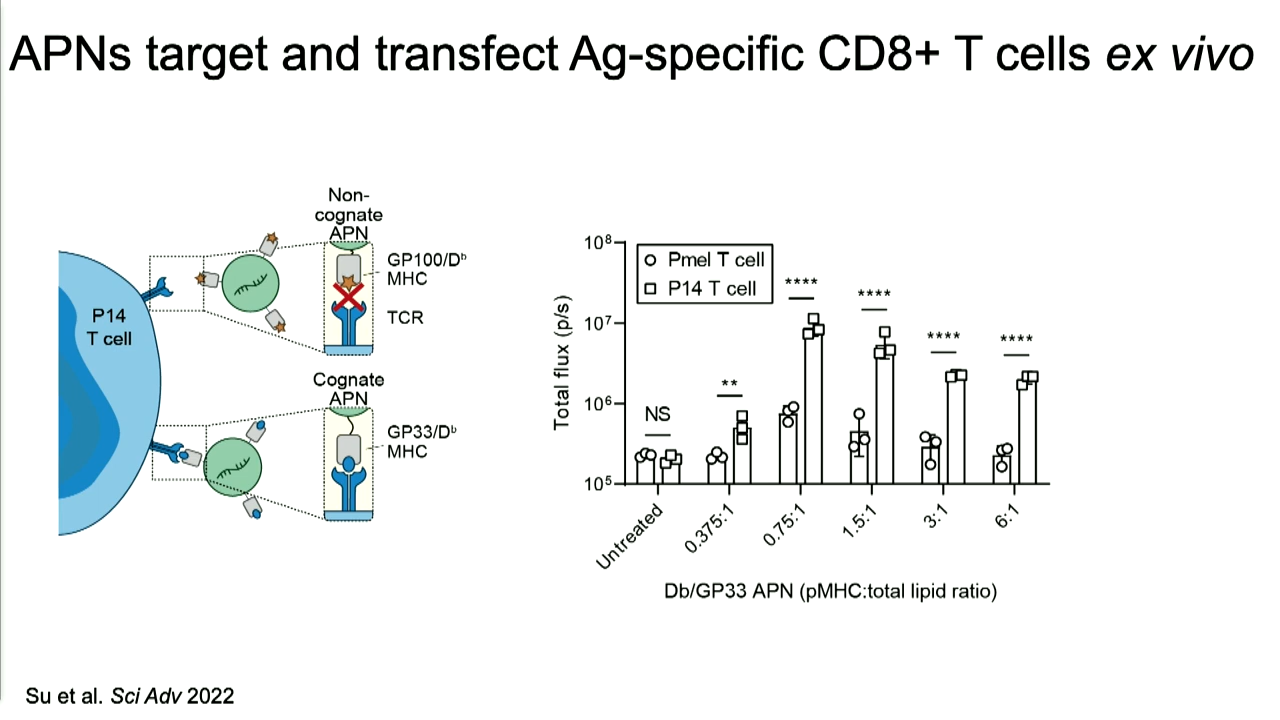 APNs target and transfect Ag-specific CD8+ T cells ex vivo
Non-
cognate
APN
GP100/Dᵇ
MHC
TCR
P14
T cell
Cognate
APN
GP33/Dᵇ
MHC
Total flux (p/s)
10⁸
10⁷
10⁶
10⁵
Pmel T cell
P14 T cell
NS
**
****
****
****
****
Untreated
0.375:1
0.75:1
1.5:1
3:1
6:1
Db/GP33 APN (pMHC:total lipid ratio)
Su et al. Sci Adv 2022